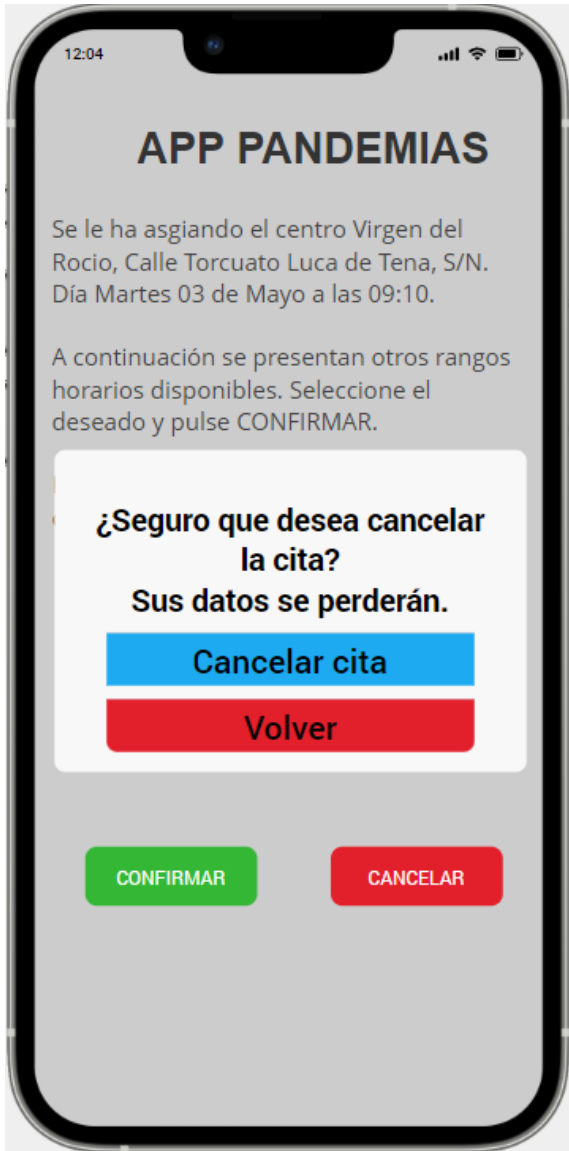 12:04
APP PANDEMIAS
Se le ha asgiando el centro Virgen del
Rocio, Calle Torcuato Luca de Tena, S/N.
Día Martes 03 de Mayo a las 09:10.
A continuación se presentan otros rangos
horarios disponibles. Seleccione el
deseado y pulse CONFIRMAR.
¿Seguro que desea cancelar
la cita?
Sus datos se perderán.
Cancelar cita
Volver
CONFIRMAR
CANCELAR